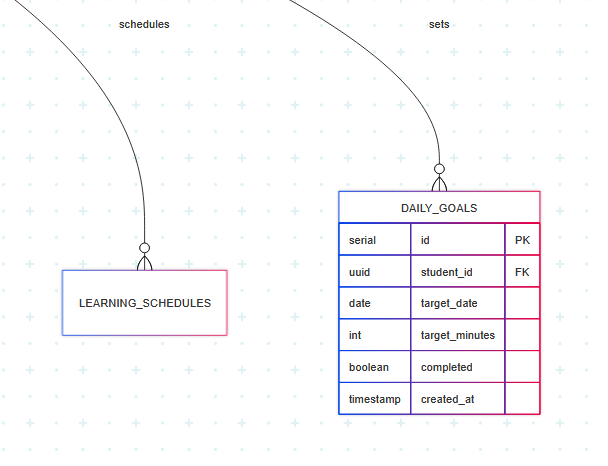 schedules
sets
LEARNING_SCHEDULES
DAILY_GOALS
serial id PK
uuid student_id FK
date target_date
int target_minutes
boolean completed
timestamp created_at